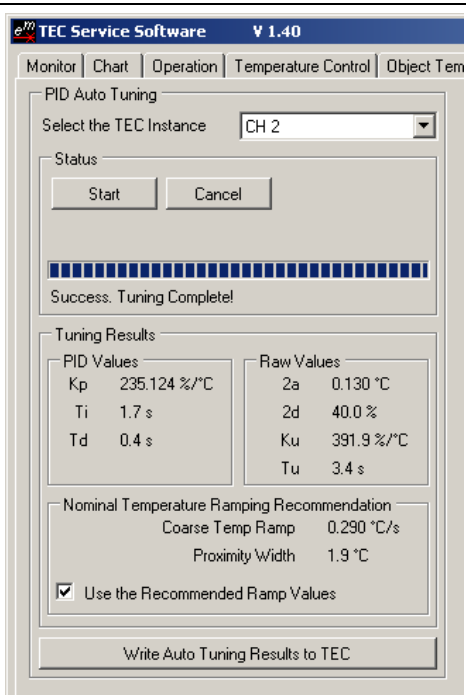 em TEC Service Software V 1.40
Monitor Chart Operation Temperature Control Object Tem
PID Auto Tuning
Select the TEC Instance CH 2
Status
Start Cancel
Success. Tuning Complete!
Tuning Results
PID Values
Kp 235.124 %/°C
Ti 1.7 s
Td 0.4 s
Raw Values
2a 0.130 °C
2d 40.0 %
Ku 391.9 %/°C
Tu 3.4 s
Nominal Temperature Ramping Recommendation
Coarse Temp Ramp 0.290 °C/s
Proximity Width 1.9 °C
Use the Recommended Ramp Values
Write Auto Tuning Results to TEC